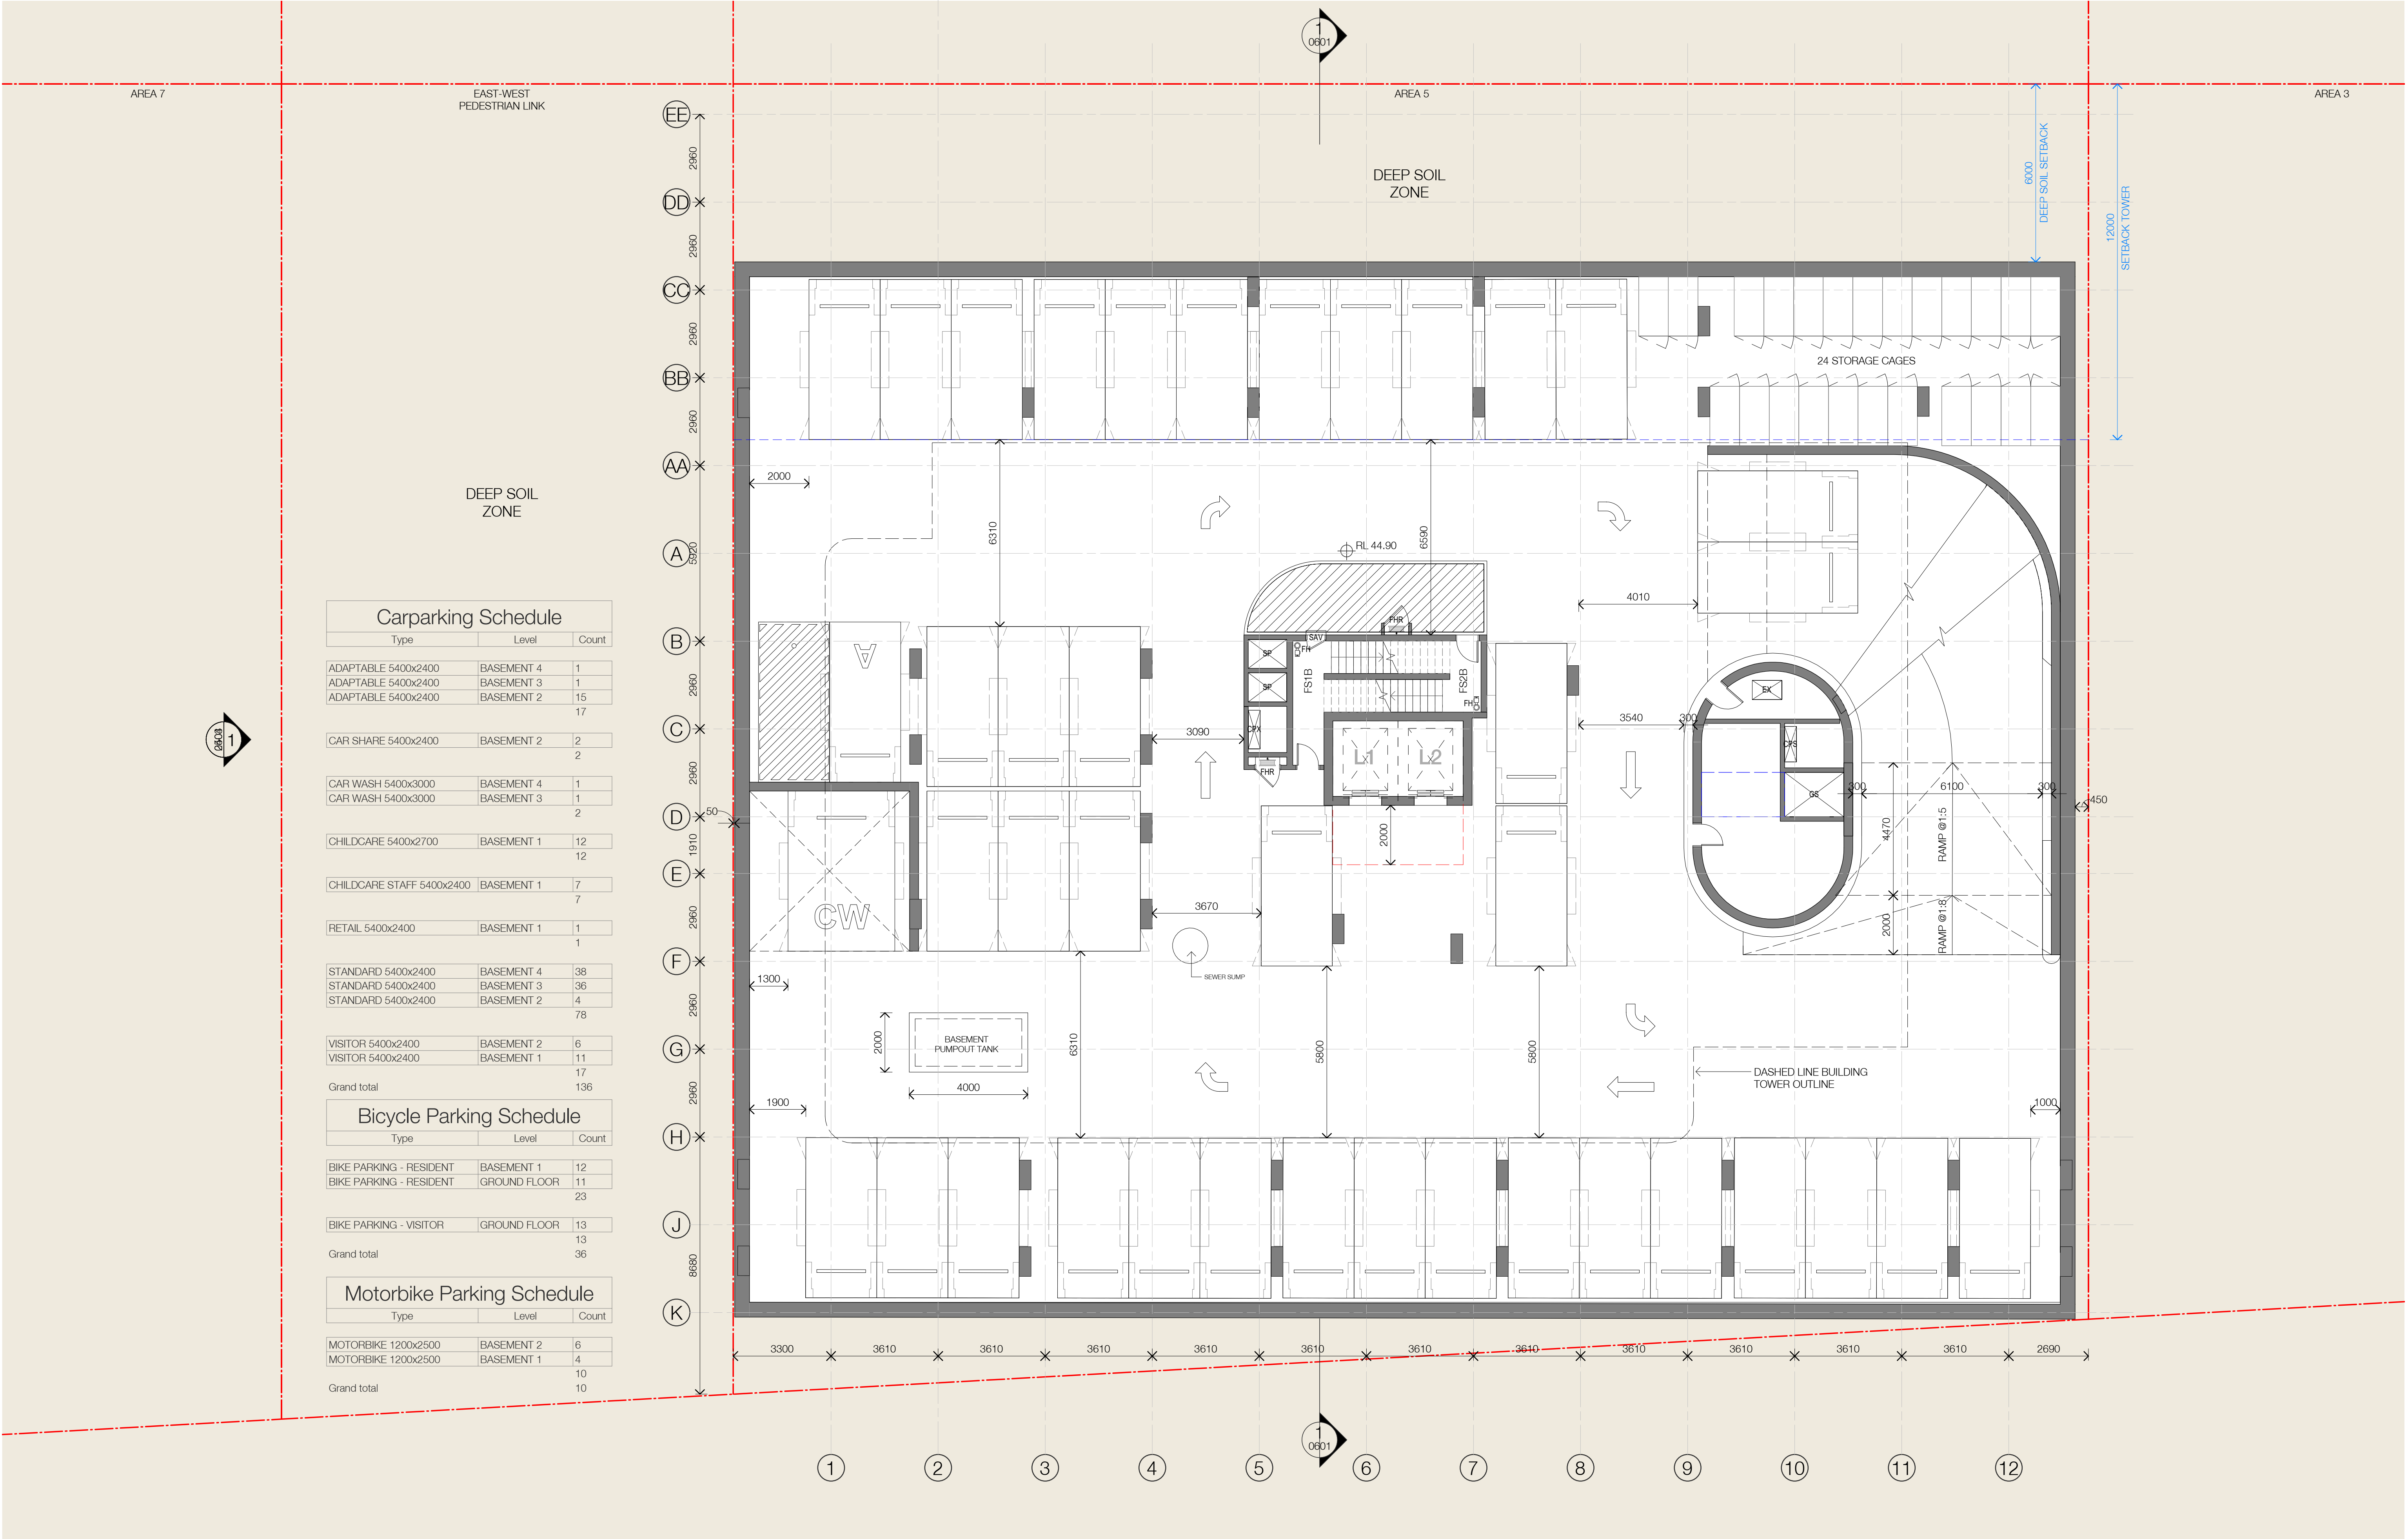 1
0601
AREA 7
EAST-WEST
PEDESTRIAN LINK
AREA 5
AREA 3
EE
2960
DD
2960
CC
2960
BB
2960
AA
5920
A
B
2960
C
2960
D
1910
E
2960
F
2960
G
2960
H
J
8680
K
DEEP SOIL
ZONE
6000
DEEP SOIL SETBACK
12000
SETBACK TOWER
DEEP SOIL
ZONE
24 STORAGE CAGES
2000
6310
6590
RL 44.90
4010
A
FHR
SAV
SP
FH
SP
FS1B
FS2B
FH
CPX
FHR
L1
L2
3090
3540
300
EX
CPS
GS
300
6100
300
450
50
2000
4470
RAMP @1:5
2000
RAMP @1:8
CW
3670
SEWER SUMP
1300
2000
BASEMENT
PUMPOUT TANK
4000
6310
5800
5800
DASHED LINE BUILDING
TOWER OUTLINE
1900
1000
3300
3610
3610
3610
3610
3610
3610
3610
3610
3610
3610
3610
2690
1
0601
1
2
3
4
5
6
7
8
9
10
11
12
1
Carparking Schedule
Type Level Count
ADAPTABLE 5400x2400 BASEMENT 4 1
ADAPTABLE 5400x2400 BASEMENT 3 1
ADAPTABLE 5400x2400 BASEMENT 2 15
17
CAR SHARE 5400x2400 BASEMENT 2 2
2
CAR WASH 5400x3000 BASEMENT 4 1
CAR WASH 5400x3000 BASEMENT 3 1
2
CHILDCARE 5400x2700 BASEMENT 1 12
12
CHILDCARE STAFF 5400x2400 BASEMENT 1 7
7
RETAIL 5400x2400 BASEMENT 1 1
1
STANDARD 5400x2400 BASEMENT 4 38
STANDARD 5400x2400 BASEMENT 3 36
STANDARD 5400x2400 BASEMENT 2 4
78
VISITOR 5400x2400 BASEMENT 2 6
VISITOR 5400x2400 BASEMENT 1 11
17
Grand total 136
Bicycle Parking Schedule
Type Level Count
BIKE PARKING - RESIDENT BASEMENT 1 12
BIKE PARKING - RESIDENT GROUND FLOOR 11
23
BIKE PARKING - VISITOR GROUND FLOOR 13
13
Grand total 36
Motorbike Parking Schedule
Type Level Count
MOTORBIKE 1200x2500 BASEMENT 2 6
MOTORBIKE 1200x2500 BASEMENT 1 4
10
Grand total 10